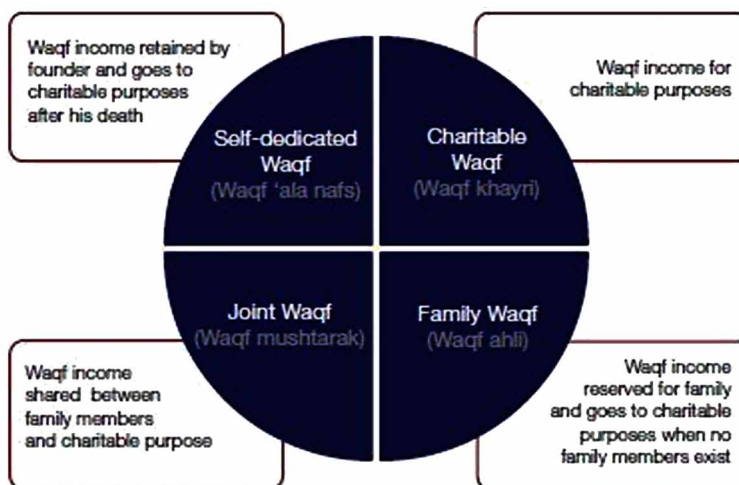 Waqf income retained by
founder and goes to
charitable purposes
after his death
Waqf income for
charitable purposes
Self-dedicated
Waqf
(Waqf ‘ala nafs)
Charitable
Waqf
(Waqf khayri)
Joint Waqf
(Waqf mushtarak)
Family Waqf
(Waqf ahli)
Waqf income
shared between
family members
and charitable purpose
Waqf income
reserved for family
and goes to charitable
purposes when no
family members exist